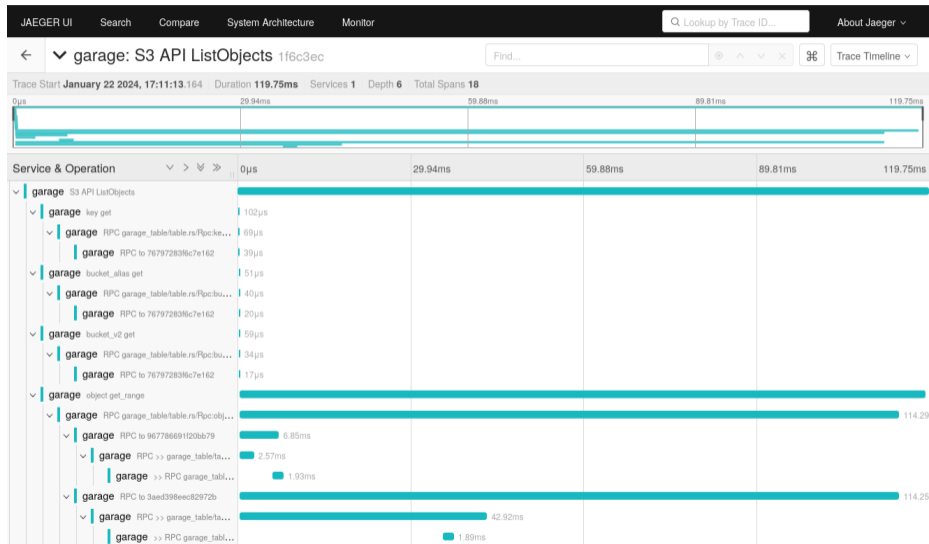 JAEGER UI Search Compare System Architecture Monitor Lookup by Trace ID... About Jaeger
garage: S3 API ListObjects 1f6c3ec Find... Trace Timeline
Trace Start January 22 2024, 17:11:13.164 Duration 119.75ms Services 1 Depth 6 Total Spans 18
0μs 29.94ms 59.88ms 89.81ms 119.75ms
Service & Operation 0μs 29.94ms 59.88ms 89.81ms 119.75ms
garage S3 API ListObjects
garage key get 102μs
garage RPC garage_table/table.rs/Rpc:ke... 69μs
garage RPC to 76797283f6c7e162 39μs
garage bucket_alias get 51μs
garage RPC garage_table/table.rs/Rpc:bu... 40μs
garage RPC to 76797283f6c7e162 20μs
garage bucket_v2 get 59μs
garage RPC garage_table/table.rs/Rpc:bu... 34μs
garage RPC to 76797283f6c7e162 17μs
garage object get_range
garage RPC garage_table/table.rs/Rpc:obj... 114.29
garage RPC to 967786691f20bb79 6.85ms
garage RPC >> garage_table/ta... 2.57ms
garage >> RPC garage_tabl... 1.93ms
garage RPC to 3aed398eec82972b 114.25
garage RPC >> garage_table/ta... 42.92ms
garage >> RPC garage_tabl... 1.89ms